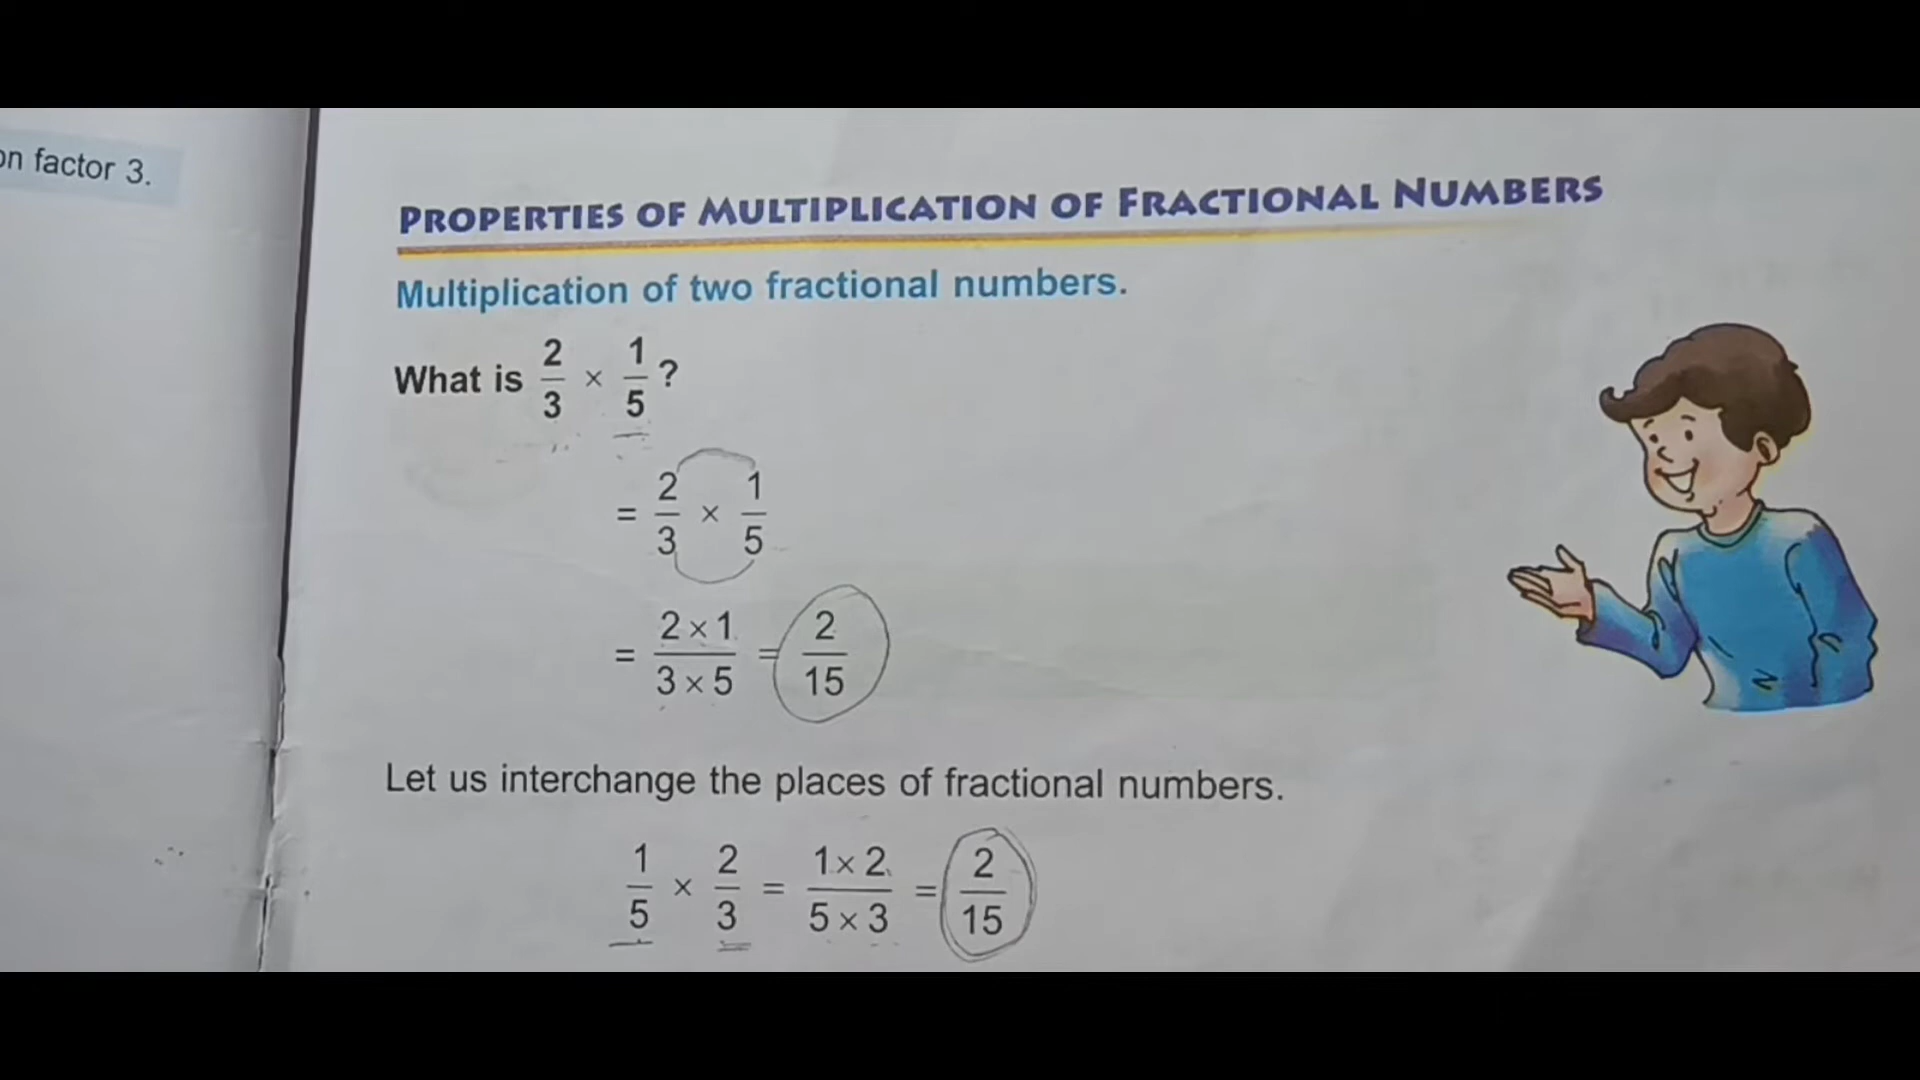 on factor 3.
PROPERTIES OF MULTIPLICATION OF FRACTIONAL NUMBERS
Multiplication of two fractional numbers.
What is 2/3 × 1/5 ?
= 2/3 × 1/5
= 2 × 1 / 3 × 5 = 2/15
Let us interchange the places of fractional numbers.
1/5 × 2/3 = 1 × 2 / 5 × 3 = 2/15